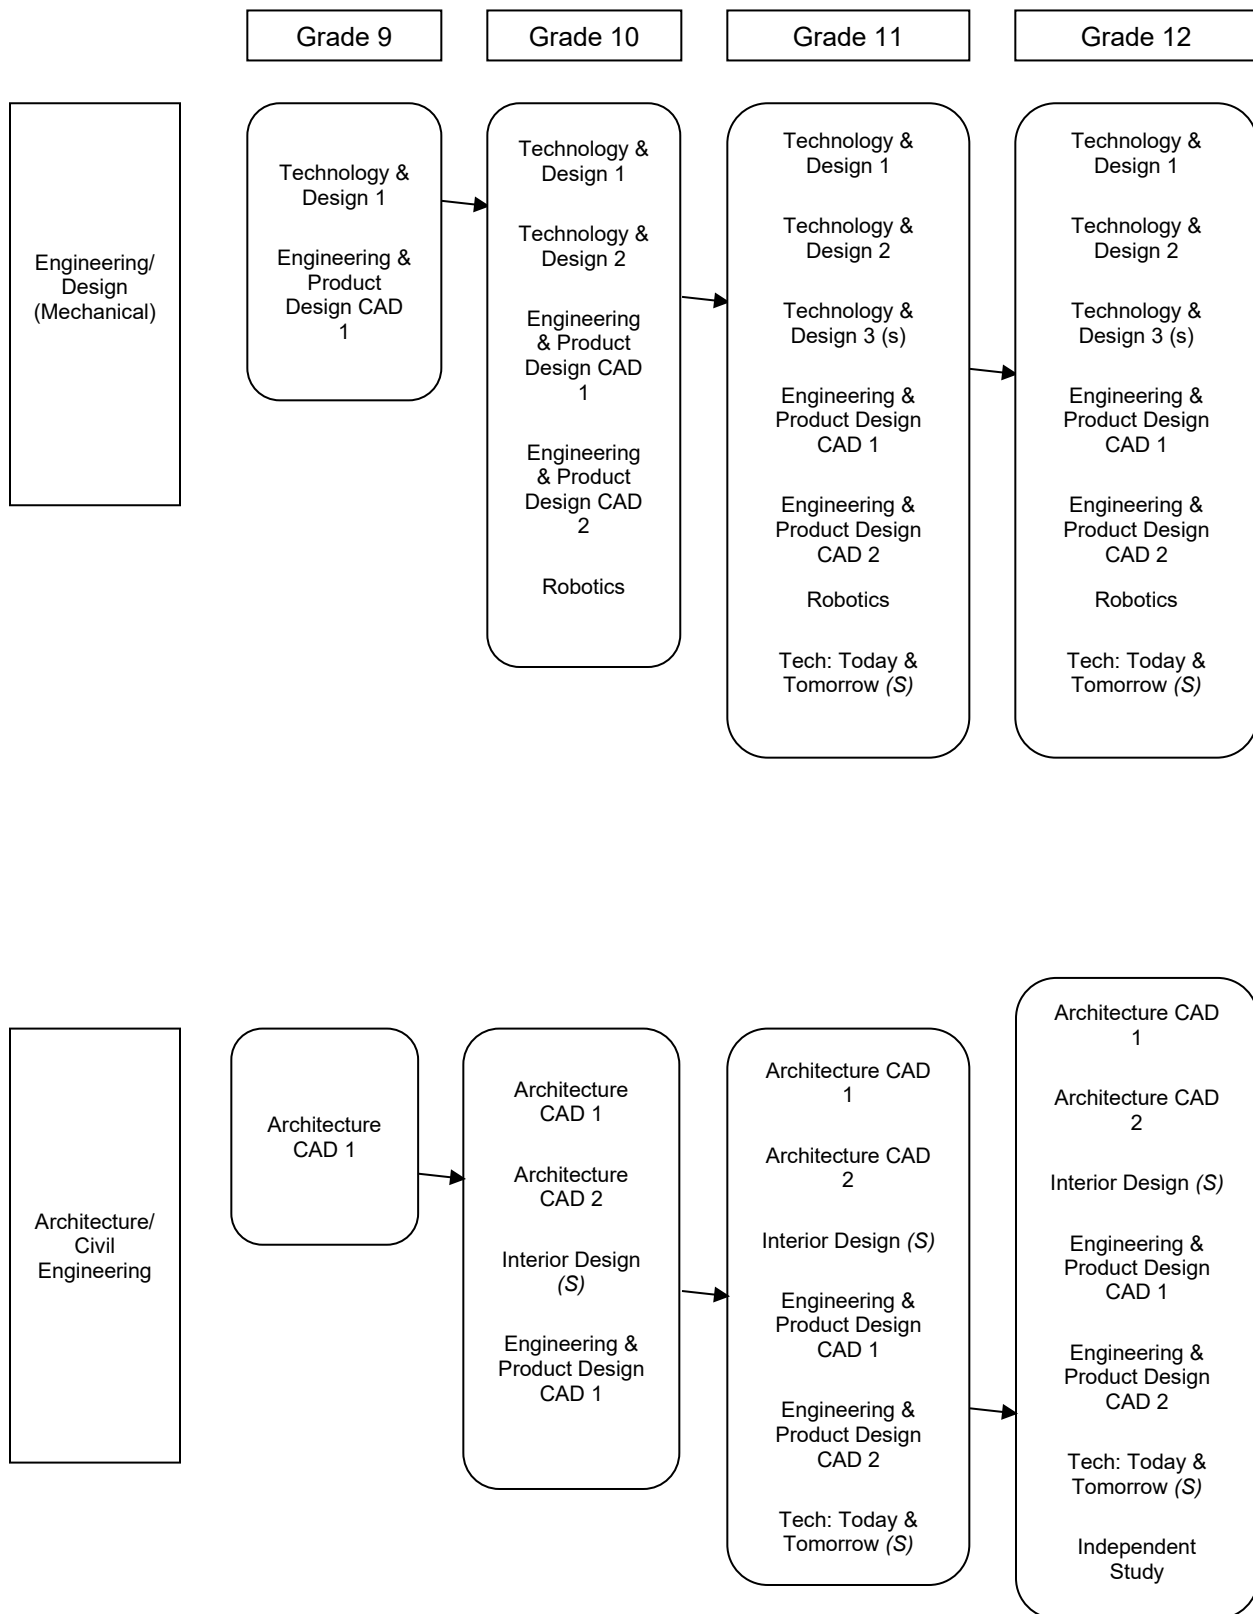 Grade 9
Grade 10
Grade 11
Grade 12
Engineering/
Design
(Mechanical)
Technology &
Design 1
Engineering &
Product
Design CAD
1
Technology &
Design 1
Technology &
Design 2
Engineering
& Product
Design CAD
1
Engineering
& Product
Design CAD
2
Robotics
Technology &
Design 1
Technology &
Design 2
Technology &
Design 3 (s)
Engineering &
Product Design
CAD 1
Engineering &
Product Design
CAD 2
Robotics
Tech: Today &
Tomorrow (S)
Technology &
Design 1
Technology &
Design 2
Technology &
Design 3 (s)
Engineering &
Product Design
CAD 1
Engineering &
Product Design
CAD 2
Robotics
Tech: Today &
Tomorrow (S)
Architecture/
Civil
Engineering
Architecture
CAD 1
Architecture
CAD 1
Architecture
CAD 2
Interior Design
(S)
Engineering &
Product Design
CAD 1
Architecture CAD
1
Architecture CAD
2
Interior Design (S)
Engineering &
Product Design
CAD 1
Engineering &
Product Design
CAD 2
Tech: Today &
Tomorrow (S)
Architecture CAD
1
Architecture CAD
2
Interior Design (S)
Engineering &
Product Design
CAD 1
Engineering &
Product Design
CAD 2
Tech: Today &
Tomorrow (S)
Independent
Study